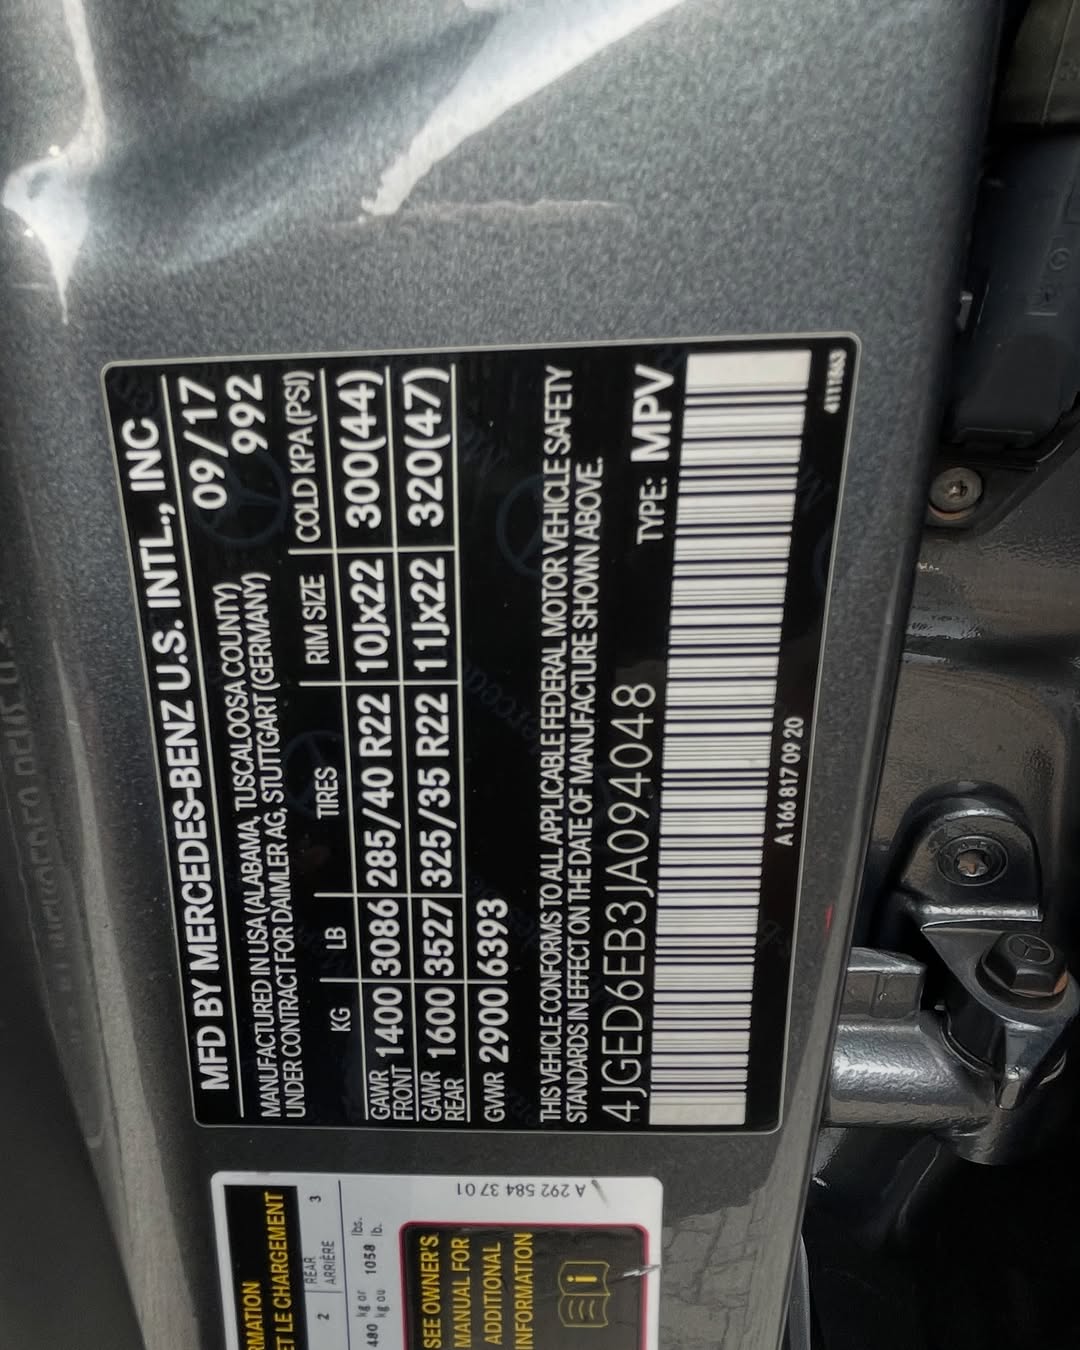 MFD BY MERCEDES-BENZ U.S. INTL., INC
MANUFACTURED IN USA (ALABAMA, TUSCALOOSA COUNTY) 09/17
UNDER CONTRACT FOR DAIMLER AG, STUTTGART (GERMANY) 992
KG LB TIRES RIM SIZE COLD KPA (PSI)
GAWR FRONT 1400 3086 285/40 R22 10Jx22 300(44)
GAWR REAR 1600 3527 325/35 R22 11Jx22 320(47)
GVWR 2900 6393
THIS VEHICLE CONFORMS TO ALL APPLICABLE FEDERAL MOTOR VEHICLE SAFETY
STANDARDS IN EFFECT ON THE DATE OF MANUFACTURE SHOWN ABOVE.
4JGED6EB3JA094048 TYPE: MPV
A 166 817 09 20
RMATION
ET LE CHARGEMENT
2 REAR 3
ARRIÈRE
480 kg or 1058 lbs.
kg ou lb.
SEE OWNER'S
MANUAL FOR
ADDITIONAL
INFORMATION
i
A 292 584 37 01